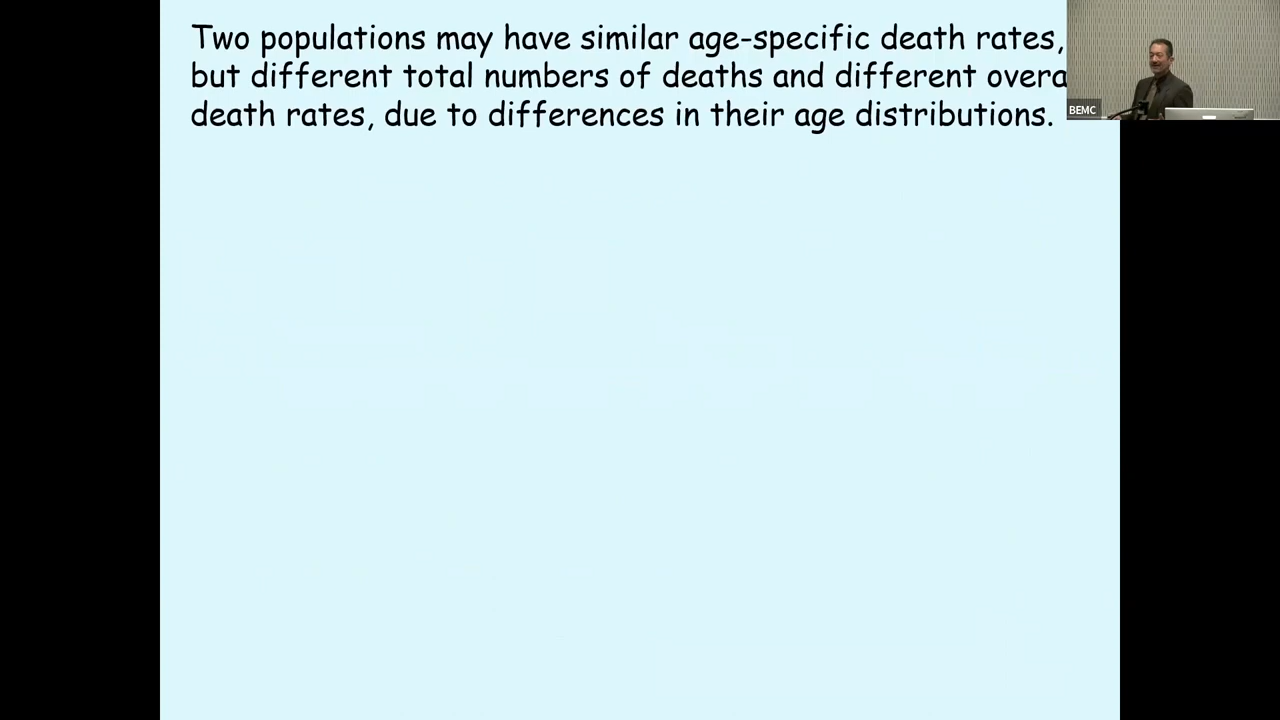 Two populations may have similar age-specific death rates,
but different total numbers of deaths and different overa
death rates, due to differences in their age distributions.
BEMC